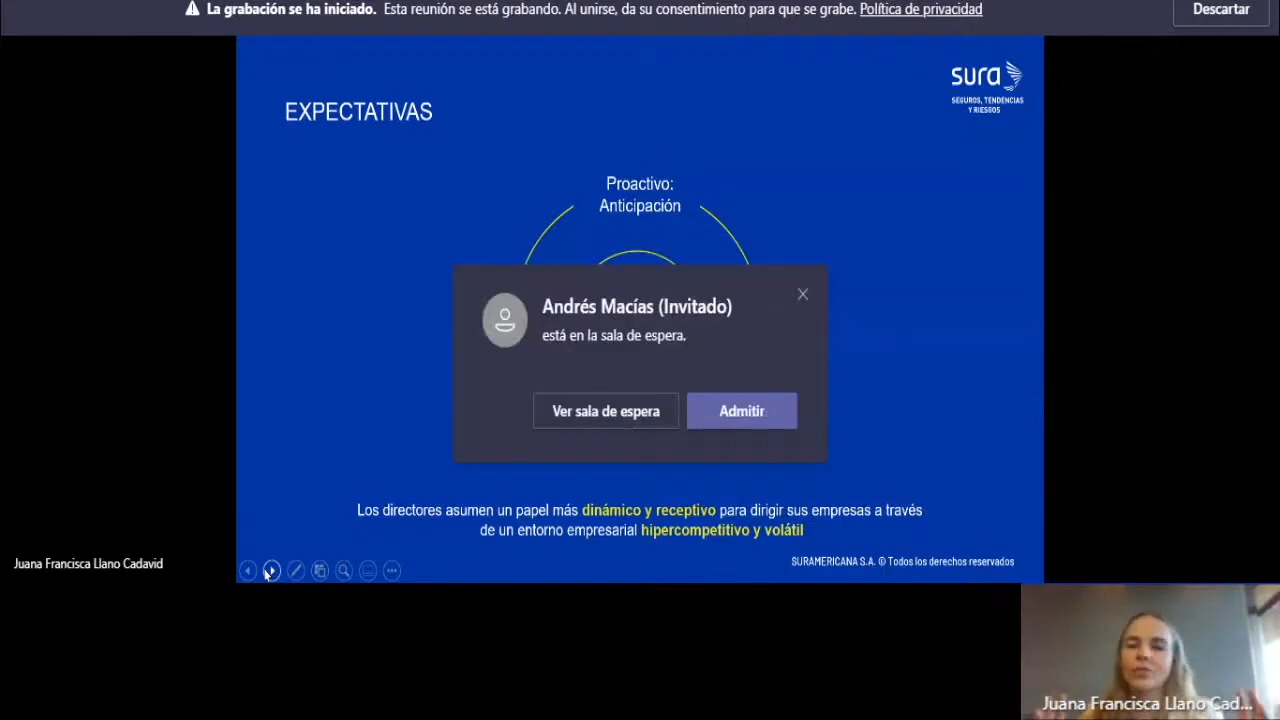 La grabación se ha iniciado. Esta reunión se está grabando. Al unirse, da su consentimiento para que se grabe. Política de privacidad
Descartar
sura
SEGUROS, TENDENCIAS
Y RIESGOS
EXPECTATIVAS
Proactivo:
Anticipación
Andrés Macías (Invitado)
está en la sala de espera.
Ver sala de espera
Admitir
Los directores asumen un papel más dinámico y receptivo para dirigir sus empresas a través
de un entorno empresarial hipercompetitivo y volátil
Juana Francisca Llano Cadavid
SURAMERICANA S.A. © Todos los derechos reservados
Juana Francisca Llano Cad...